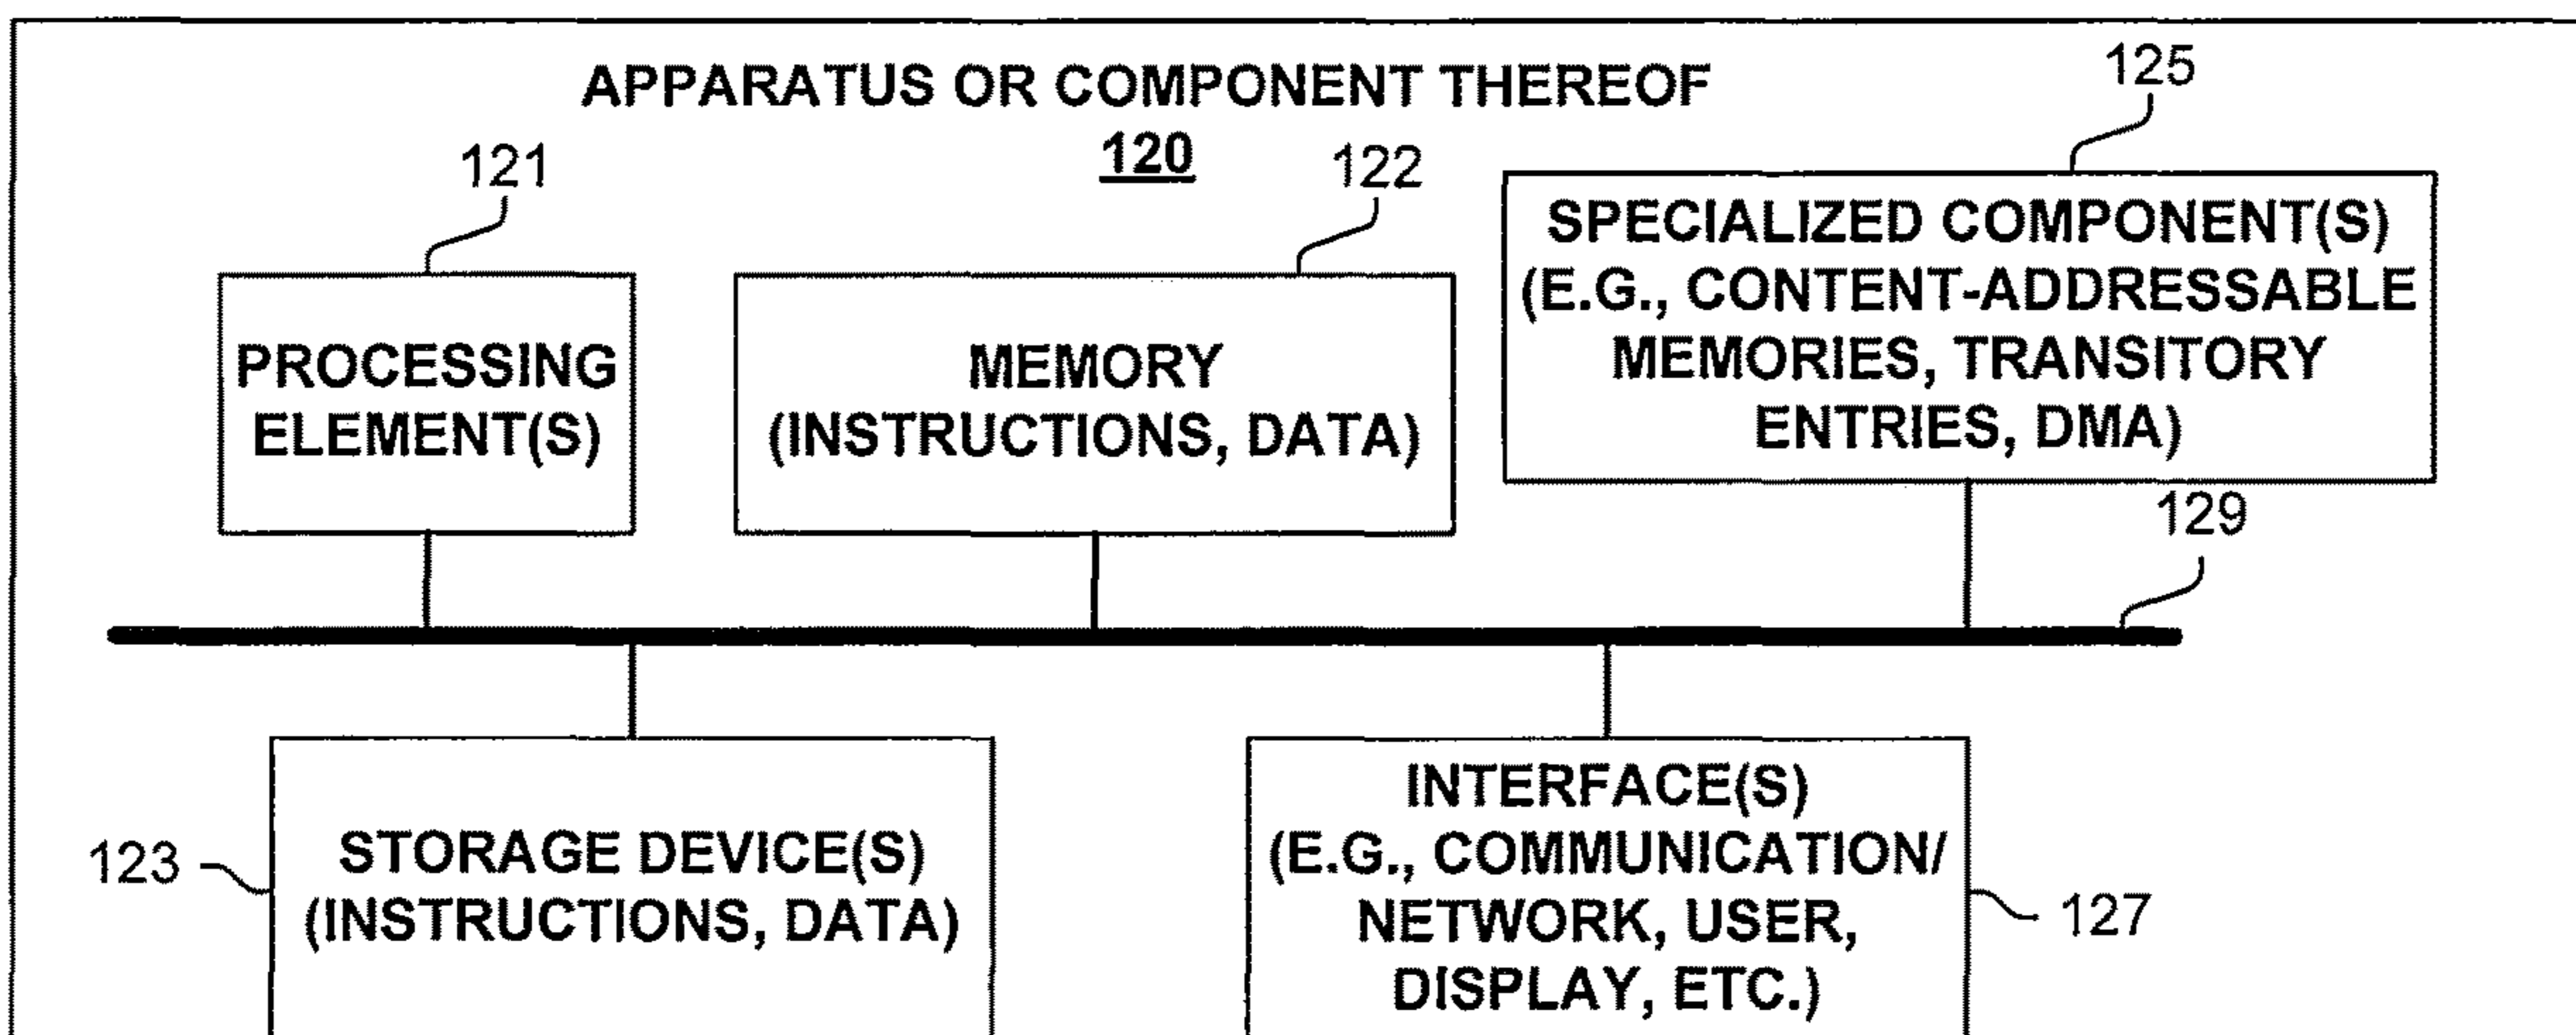 APPARATUS OR COMPONENT THEREOF
120
121
122
125
PROCESSING
ELEMENT(S)
MEMORY
(INSTRUCTIONS, DATA)
SPECIALIZED COMPONENT(S)
(E.G., CONTENT-ADDRESSABLE
MEMORIES, TRANSITORY
ENTRIES, DMA)
129
123
STORAGE DEVICE(S)
(INSTRUCTIONS, DATA)
INTERFACE(S)
(E.G., COMMUNICATION/
NETWORK, USER,
DISPLAY, ETC.)
127